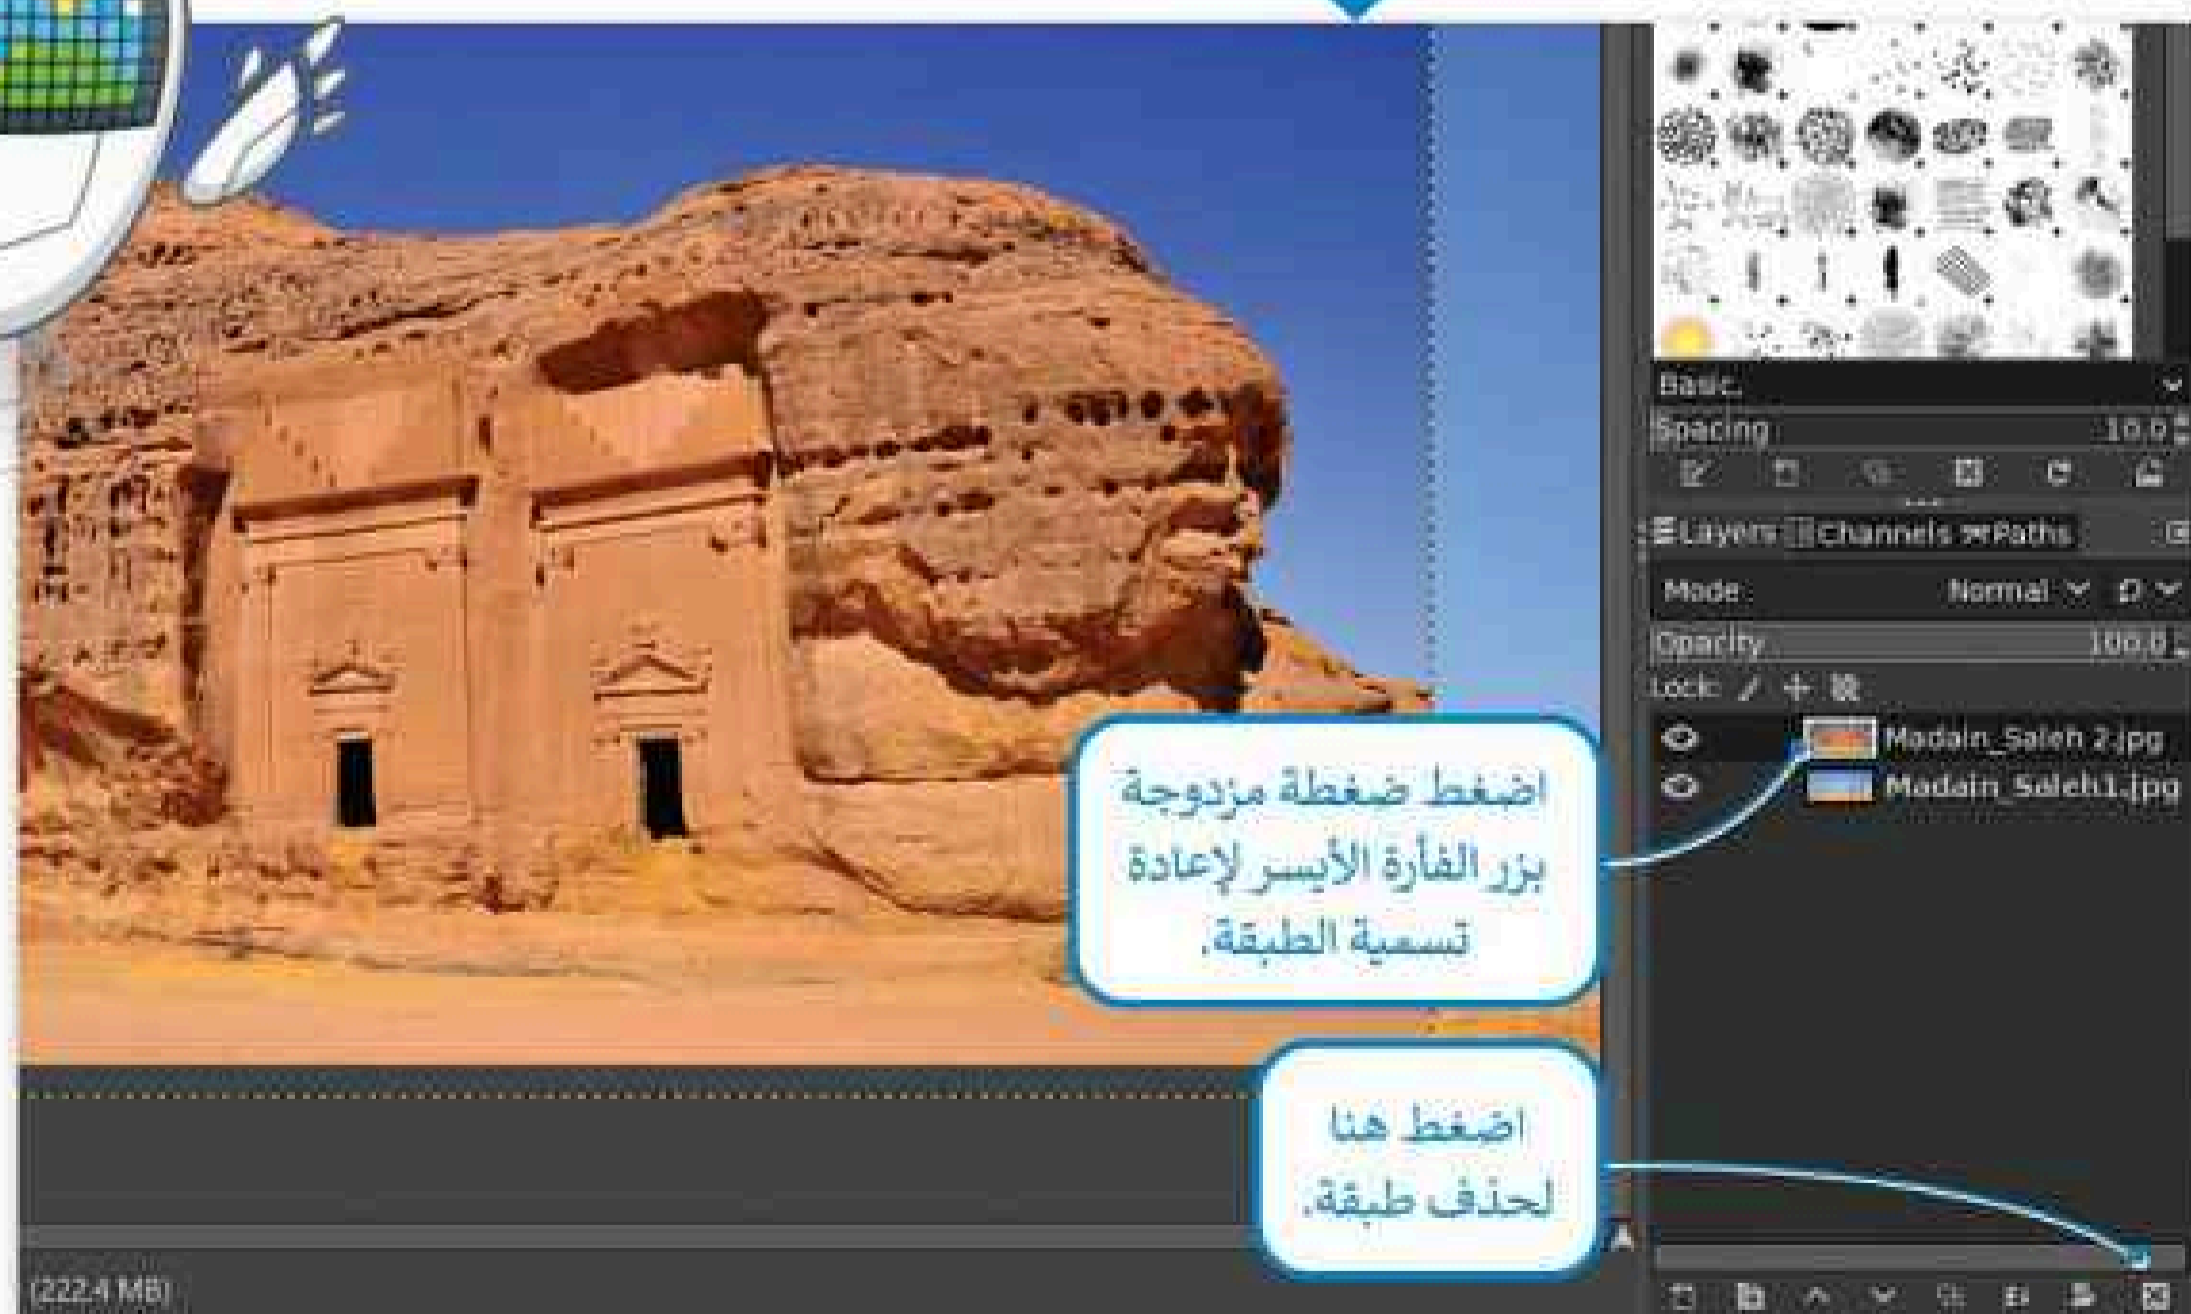 Basic.
Spacing 10.0
Layers Channels Paths
Mode Normal
Opacity 100.0
Lock:
Madain_Saleh 2.jpg
Madain_Saleh1.jpg
اضغط ضغطة مزدوجة
بزر الفأرة الأيسر لإعادة
تسمية الطبقة.
اضغط هنا
لحذف طبقة.
(222.4 MB)